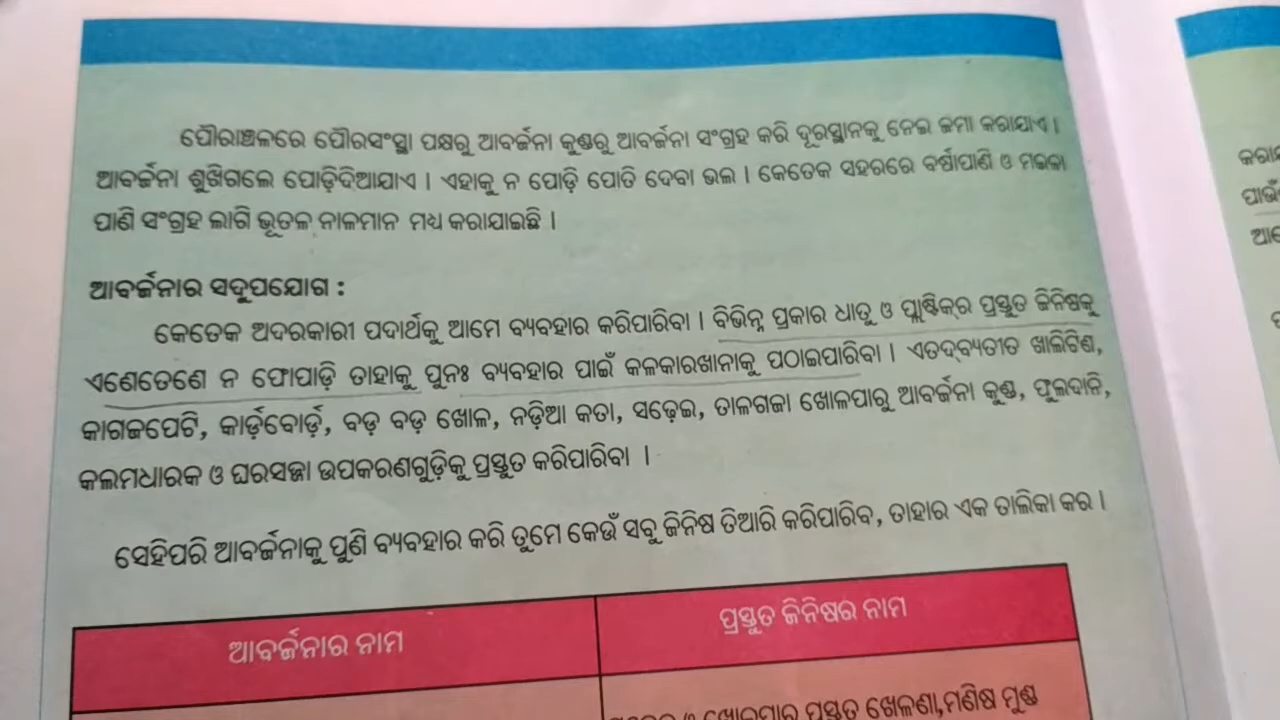 ପୌରାଞ୍ଚଳରେ ପୌରସଂସ୍ଥା ପକ୍ଷରୁ ଆବର୍ଜନା କୁଣ୍ଡରୁ ଆବର୍ଜନା ସଂଗ୍ରହ କରି ଦୂରସ୍ଥାନକୁ ନେଇ ଜମା କରାଯାଏ ।
ଆବର୍ଜନା ଶୁଖିଗଲେ ପୋଡ଼ିଦିଆଯାଏ । ଏହାକୁ ନ ପୋଡ଼ି ପୋତି ଦେବା ଭଲ । କେତେକ ସହରରେ ବର୍ଷାପାଣି ଓ ମଇଳା
ପାଣି ସଂଗ୍ରହ ଲାଗି ଭୂତଳ ନାଳମାନ ମଧ୍ୟ କରାଯାଇଛି ।
ଆବର୍ଜନାର ସଦୁପଯୋଗ :
କେତେକ ଅଦରକାରୀ ପଦାର୍ଥକୁ ଆମେ ବ୍ୟବହାର କରିପାରିବା । ବିଭିନ୍ନ ପ୍ରକାର ଧାତୁ ଓ ପ୍ଲାଷ୍ଟିକ୍‌ର ପ୍ରସ୍ତୁତ ଜିନିଷକୁ
ଏଣେତେଣେ ନ ଫୋପାଡ଼ି ତାହାକୁ ପୁନଃ ବ୍ୟବହାର ପାଇଁ କଳକାରଖାନାକୁ ପଠାଇପାରିବା । ଏତଦ୍‌ବ୍ୟତୀତ ଖାଲିଟିଣ,
କାଗଜପେଟି, କାର୍ଡ଼ବୋର୍ଡ଼, ବଡ଼ ବଡ଼ ଖୋଳ, ନଡ଼ିଆ କତା, ସଢ଼େଇ, ତାଳଗଜା ଖୋଳପାରୁ ଆବର୍ଜନା କୁଣ୍ଡ, ଫୁଲଦାନି,
କଲମଧାରକ ଓ ଘରସଜ୍ଜା ଉପକରଣଗୁଡ଼ିକୁ ପ୍ରସ୍ତୁତ କରିପାରିବା ।
ସେହିପରି ଆବର୍ଜନାକୁ ପୁଣି ବ୍ୟବହାର କରି ତୁମେ କେଉଁ ସବୁ ଜିନିଷ ତିଆରି କରିପାରିବ, ତାହାର ଏକ ତାଲିକା କର ।
ଆବର୍ଜନାର ନାମ
ପ୍ରସ୍ତୁତ ଜିନିଷର ନାମ
ଓ ଖୋଳପାର ପ୍ରସ୍ତୁତ ଖେଳଣା,ମଣିଷ ମୁଣ୍ଡ
ପାଇଁ